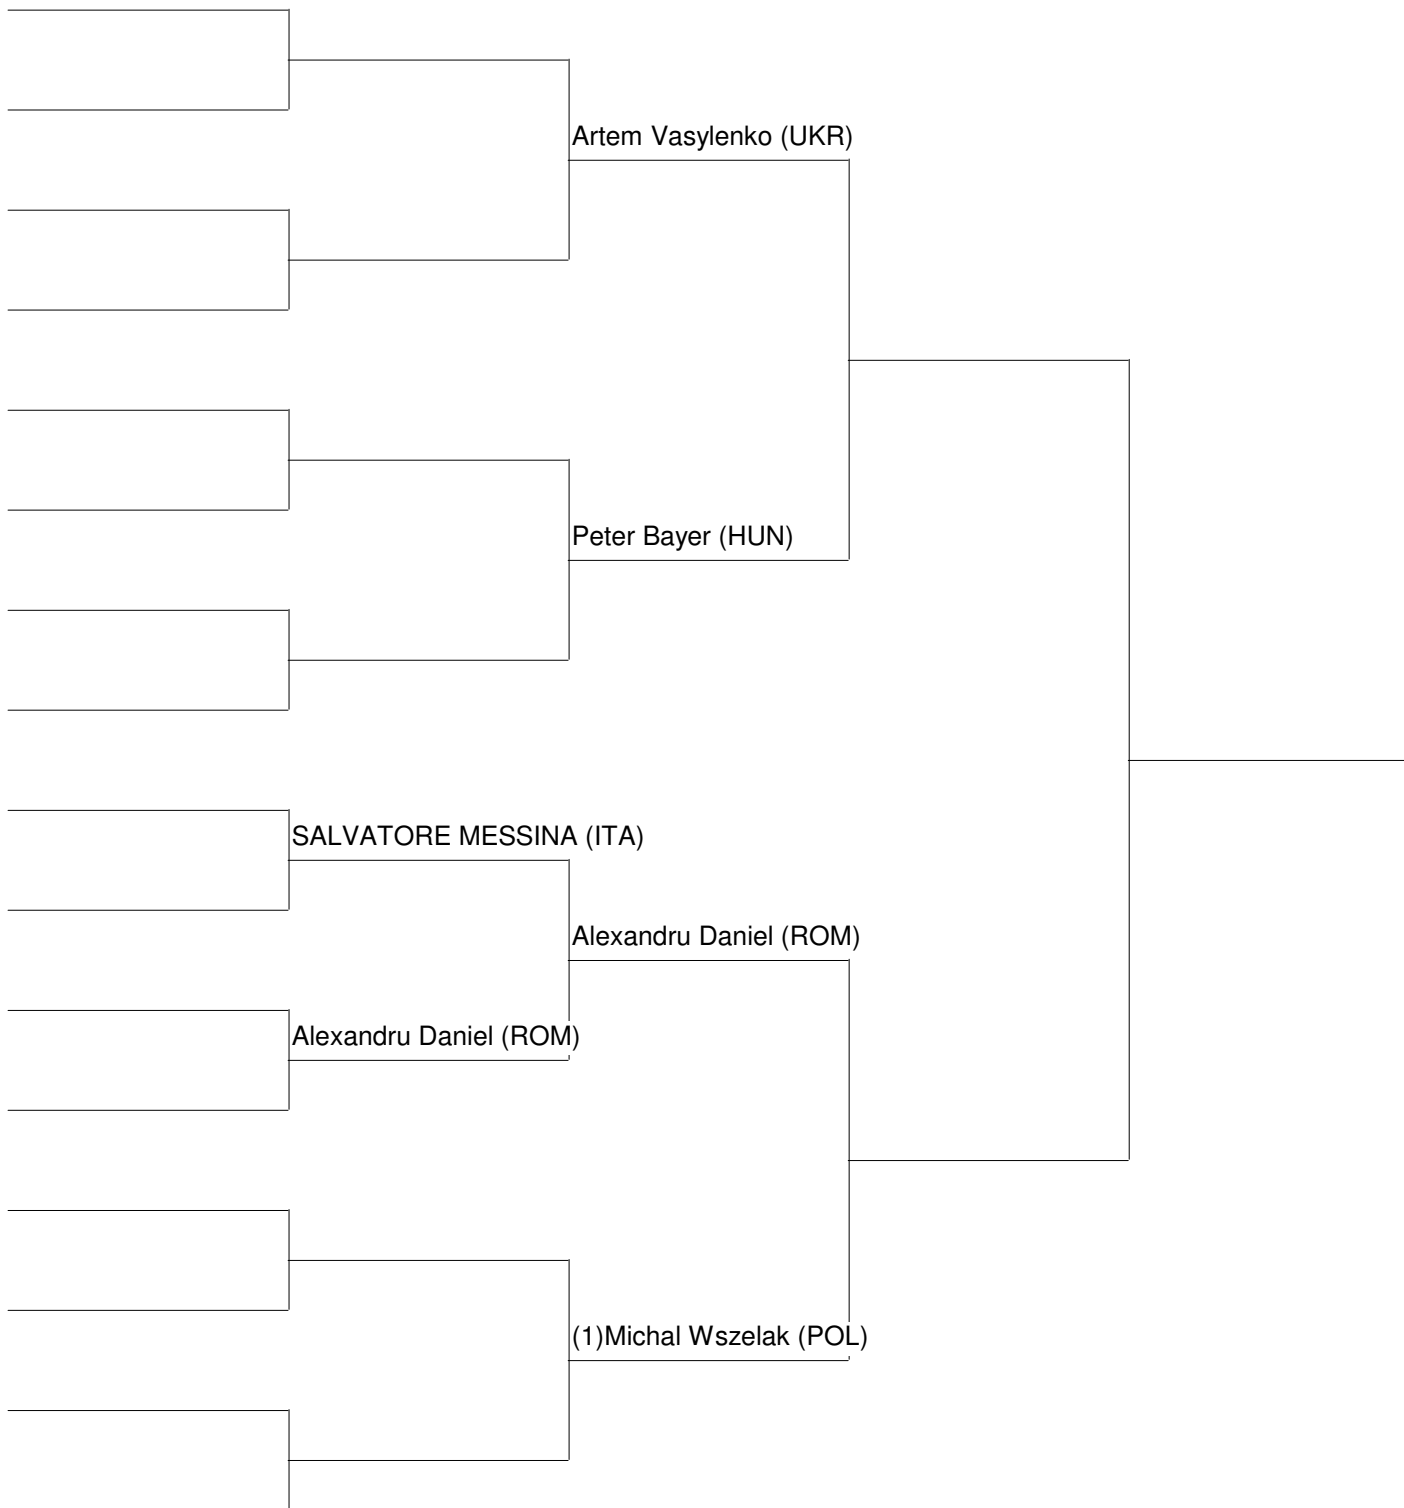 Artem Vasylenko (UKR)
Peter Bayer (HUN)
SALVATORE MESSINA (ITA)
Alexandru Daniel (ROM)
Alexandru Daniel (ROM)
(1)Michal Wszelak (POL)